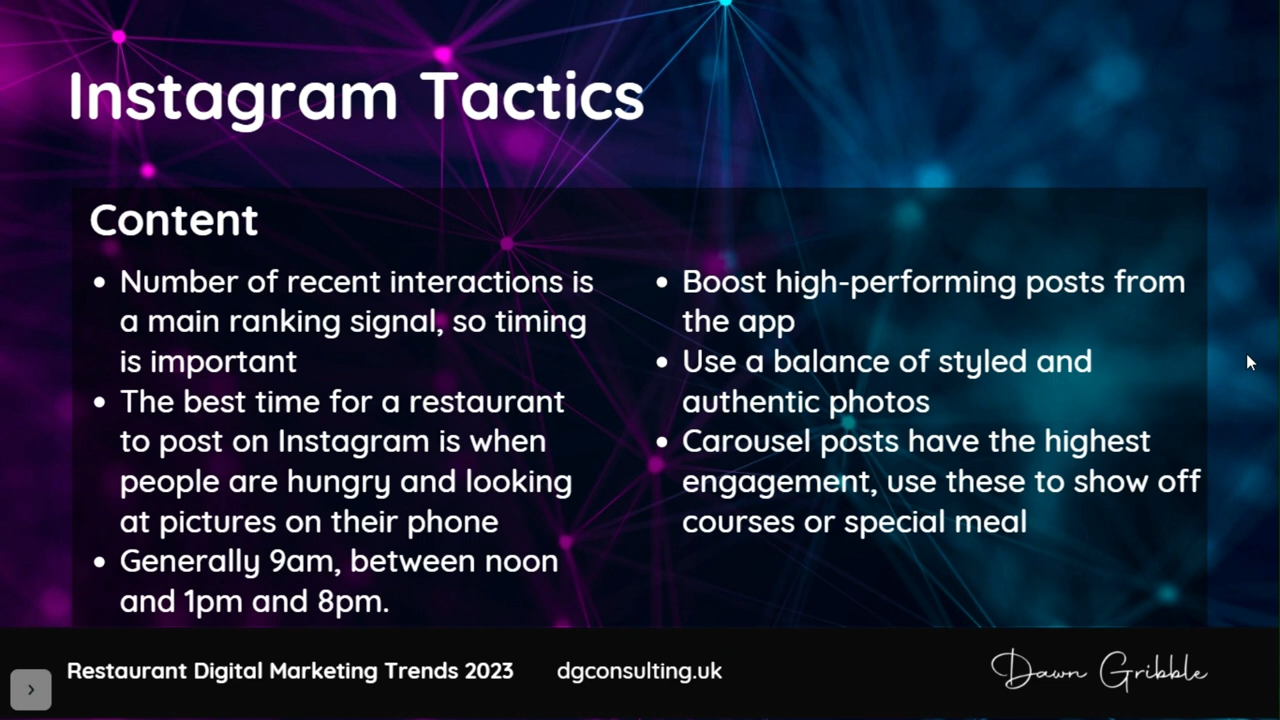 Instagram Tactics
Content
Number of recent interactions is
a main ranking signal, so timing
is important
The best time for a restaurant
to post on Instagram is when
people are hungry and looking
at pictures on their phone
Generally 9am, between noon
and 1pm and 8pm.
Boost high-performing posts from
the app
Use a balance of styled and
authentic photos
Carousel posts have the highest
engagement, use these to show off
courses or special meal
Restaurant Digital Marketing Trends 2023
dgconsulting.uk
Dawn Gribble